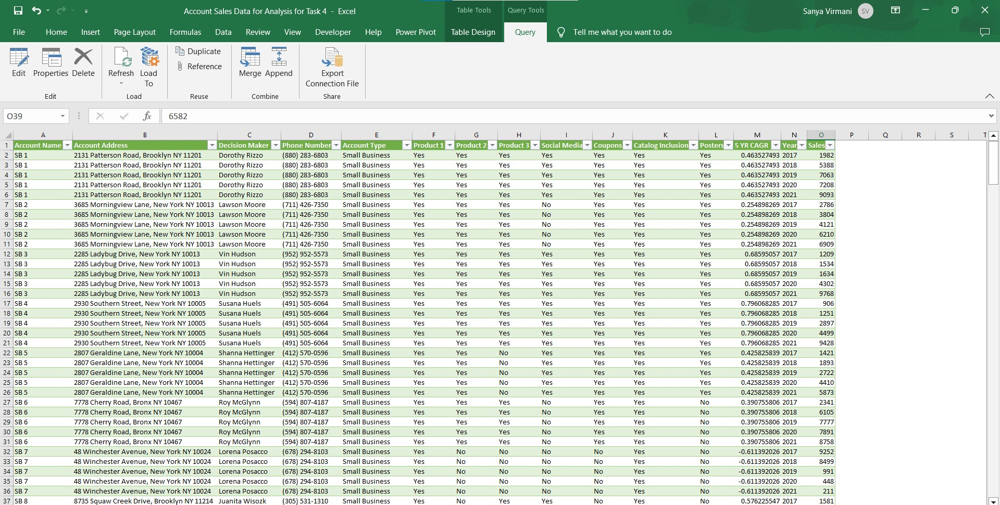 Account Sales Data for Analysis for Task 4 - Excel
Table Tools Query Tools
Sanya Virmani SV
File Home Insert Page Layout Formulas Data Review View Developer Help Power Pivot Table Design Query Tell me what you want to do
Edit Properties Delete Refresh Load To Duplicate Reference Merge Append Export Connection File
Edit Load Reuse Combine Share
O39 fx 6582
A B C D E F G H I J K L M N O P Q R S T
1 Account Name Account Address Decision Maker Phone Number Account Type Product 1 Product 2 Product 3 Social Media Coupons Catalog Inclusion Posters 5 YR CAGR Year Sales
2 SB 1 2131 Patterson Road, Brooklyn NY 11201 Dorothy Rizzo (880) 283-6803 Small Business Yes Yes Yes Yes Yes Yes Yes 0.463527493 2017 1982
3 SB 1 2131 Patterson Road, Brooklyn NY 11201 Dorothy Rizzo (880) 283-6803 Small Business Yes Yes Yes Yes Yes Yes Yes 0.463527493 2018 5388
4 SB 1 2131 Patterson Road, Brooklyn NY 11201 Dorothy Rizzo (880) 283-6803 Small Business Yes Yes Yes Yes Yes Yes Yes 0.463527493 2019 7063
5 SB 1 2131 Patterson Road, Brooklyn NY 11201 Dorothy Rizzo (880) 283-6803 Small Business Yes Yes Yes Yes Yes Yes Yes 0.463527493 2020 7208
6 SB 1 2131 Patterson Road, Brooklyn NY 11201 Dorothy Rizzo (880) 283-6803 Small Business Yes Yes Yes Yes Yes Yes Yes 0.463527493 2021 9093
7 SB 2 3685 Morningview Lane, New York NY 10013 Lawson Moore (711) 426-7350 Small Business Yes Yes Yes No Yes Yes Yes 0.254898269 2017 2786
8 SB 2 3685 Morningview Lane, New York NY 10013 Lawson Moore (711) 426-7350 Small Business Yes Yes Yes No Yes Yes Yes 0.254898269 2018 3804
9 SB 2 3685 Morningview Lane, New York NY 10013 Lawson Moore (711) 426-7350 Small Business Yes Yes Yes No Yes Yes Yes 0.254898269 2019 4121
10 SB 2 3685 Morningview Lane, New York NY 10013 Lawson Moore (711) 426-7350 Small Business Yes Yes Yes No Yes Yes Yes 0.254898269 2020 6210
11 SB 2 3685 Morningview Lane, New York NY 10013 Lawson Moore (711) 426-7350 Small Business Yes Yes Yes No Yes Yes Yes 0.254898269 2021 6909
12 SB 3 2285 Ladybug Drive, New York NY 10013 Vin Hudson (952) 952-5573 Small Business Yes Yes Yes Yes Yes Yes Yes 0.68595057 2017 1209
13 SB 3 2285 Ladybug Drive, New York NY 10013 Vin Hudson (952) 952-5573 Small Business Yes Yes Yes Yes Yes Yes Yes 0.68595057 2018 1534
14 SB 3 2285 Ladybug Drive, New York NY 10013 Vin Hudson (952) 952-5573 Small Business Yes Yes Yes Yes Yes Yes Yes 0.68595057 2019 1634
15 SB 3 2285 Ladybug Drive, New York NY 10013 Vin Hudson (952) 952-5573 Small Business Yes Yes Yes Yes Yes Yes Yes 0.68595057 2020 4302
16 SB 3 2285 Ladybug Drive, New York NY 10013 Vin Hudson (952) 952-5573 Small Business Yes Yes Yes Yes Yes Yes Yes 0.68595057 2021 9768
17 SB 4 2930 Southern Street, New York NY 10005 Susana Huels (491) 505-6064 Small Business Yes Yes Yes Yes Yes Yes Yes 0.796068285 2017 906
18 SB 4 2930 Southern Street, New York NY 10005 Susana Huels (491) 505-6064 Small Business Yes Yes Yes Yes Yes Yes Yes 0.796068285 2018 1251
19 SB 4 2930 Southern Street, New York NY 10005 Susana Huels (491) 505-6064 Small Business Yes Yes Yes Yes Yes Yes Yes 0.796068285 2019 2897
20 SB 4 2930 Southern Street, New York NY 10005 Susana Huels (491) 505-6064 Small Business Yes Yes Yes Yes Yes Yes Yes 0.796068285 2020 4499
21 SB 4 2930 Southern Street, New York NY 10005 Susana Huels (491) 505-6064 Small Business Yes Yes Yes Yes Yes Yes Yes 0.796068285 2021 9428
22 SB 5 2807 Geraldine Lane, New York NY 10004 Shanna Hettinger (412) 570-0596 Small Business Yes Yes No Yes Yes Yes Yes 0.425825839 2017 1421
23 SB 5 2807 Geraldine Lane, New York NY 10004 Shanna Hettinger (412) 570-0596 Small Business Yes Yes No Yes Yes Yes Yes 0.425825839 2018 1893
24 SB 5 2807 Geraldine Lane, New York NY 10004 Shanna Hettinger (412) 570-0596 Small Business Yes Yes No Yes Yes Yes Yes 0.425825839 2019 2722
25 SB 5 2807 Geraldine Lane, New York NY 10004 Shanna Hettinger (412) 570-0596 Small Business Yes Yes No Yes Yes Yes Yes 0.425825839 2020 4410
26 SB 5 2807 Geraldine Lane, New York NY 10004 Shanna Hettinger (412) 570-0596 Small Business Yes Yes No Yes Yes Yes Yes 0.425825839 2021 5873
27 SB 6 7778 Cherry Road, Bronx NY 10467 Roy McGlynn (594) 807-4187 Small Business Yes Yes Yes No Yes Yes No 0.390755806 2017 2341
28 SB 6 7778 Cherry Road, Bronx NY 10467 Roy McGlynn (594) 807-4187 Small Business Yes Yes Yes No Yes Yes No 0.390755806 2018 6105
29 SB 6 7778 Cherry Road, Bronx NY 10467 Roy McGlynn (594) 807-4187 Small Business Yes Yes Yes No Yes Yes No 0.390755806 2019 7777
30 SB 6 7778 Cherry Road, Bronx NY 10467 Roy McGlynn (594) 807-4187 Small Business Yes Yes Yes No Yes Yes No 0.390755806 2020 7891
31 SB 6 7778 Cherry Road, Bronx NY 10467 Roy McGlynn (594) 807-4187 Small Business Yes Yes Yes No Yes Yes No 0.390755806 2021 8758
32 SB 7 48 Winchester Avenue, New York NY 10024 Lorena Posacco (678) 294-8103 Small Business Yes No No No No Yes No -0.611392026 2017 9252
33 SB 7 48 Winchester Avenue, New York NY 10024 Lorena Posacco (678) 294-8103 Small Business Yes No No No No Yes No -0.611392026 2018 8499
34 SB 7 48 Winchester Avenue, New York NY 10024 Lorena Posacco (678) 294-8103 Small Business Yes No No No No Yes No -0.611392026 2019 991
35 SB 7 48 Winchester Avenue, New York NY 10024 Lorena Posacco (678) 294-8103 Small Business Yes No No No No Yes No -0.611392026 2020 448
36 SB 7 48 Winchester Avenue, New York NY 10024 Lorena Posacco (678) 294-8103 Small Business Yes No No No No Yes No -0.611392026 2021 211
37 SB 8 8735 Squaw Creek Drive, Brooklyn NY 11214 Juanita Wisozk (305) 531-1310 Small Business Yes No Yes Yes No Yes No 0.576225547 2017 1581